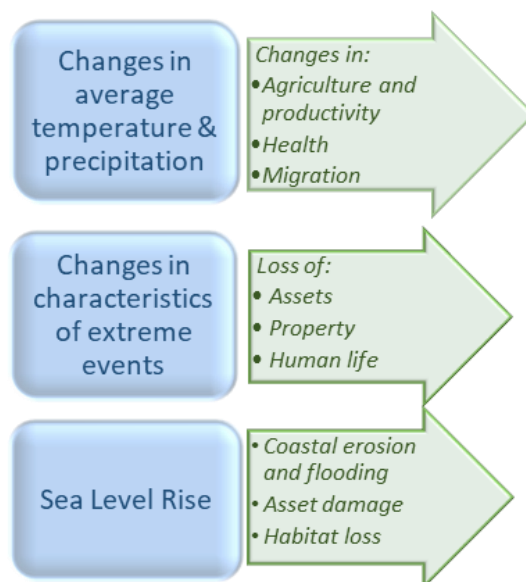 Changes in
average
temperature &
precipitation
Changes in:
•Agriculture and
productivity
•Health
•Migration
Changes in
characteristics
of extreme
events
Loss of:
• Assets
• Property
• Human life
Sea Level Rise
• Coastal erosion
and flooding
• Asset damage
• Habitat loss